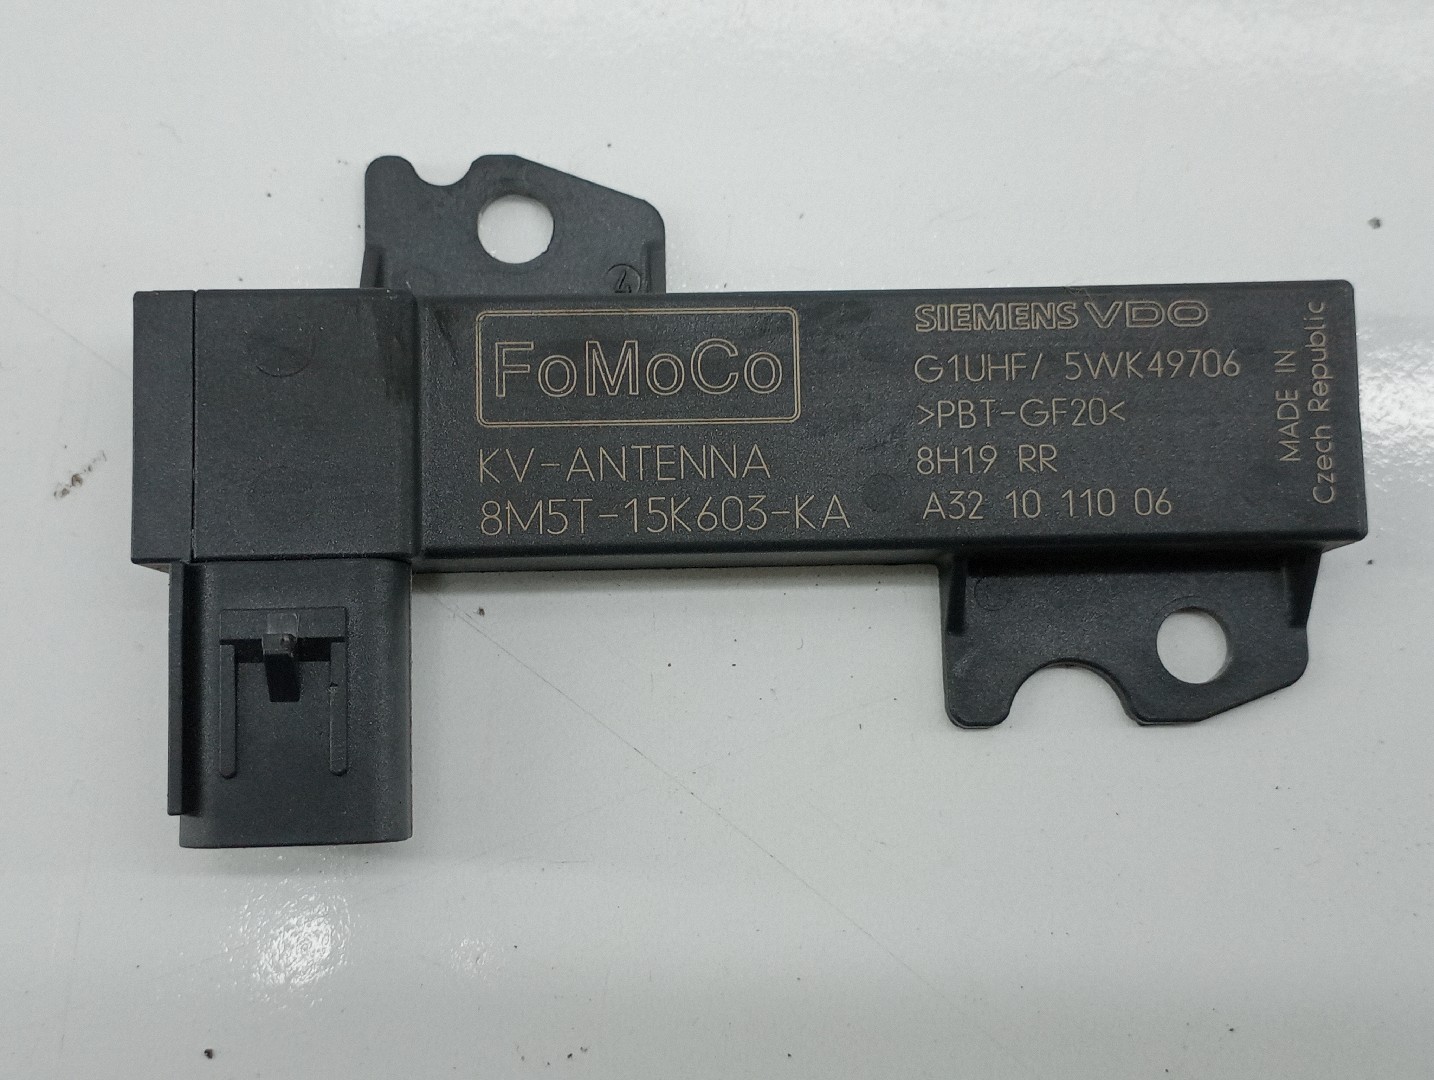 FoMoCo
KV-ANTENNA
8M5T-15K603-KA
SIEMENS VDO
G1UHF/ 5WK49706
>PBT-GF20<
8H19 RR
A32 10 110 06
MADE IN
Czech Republic
4